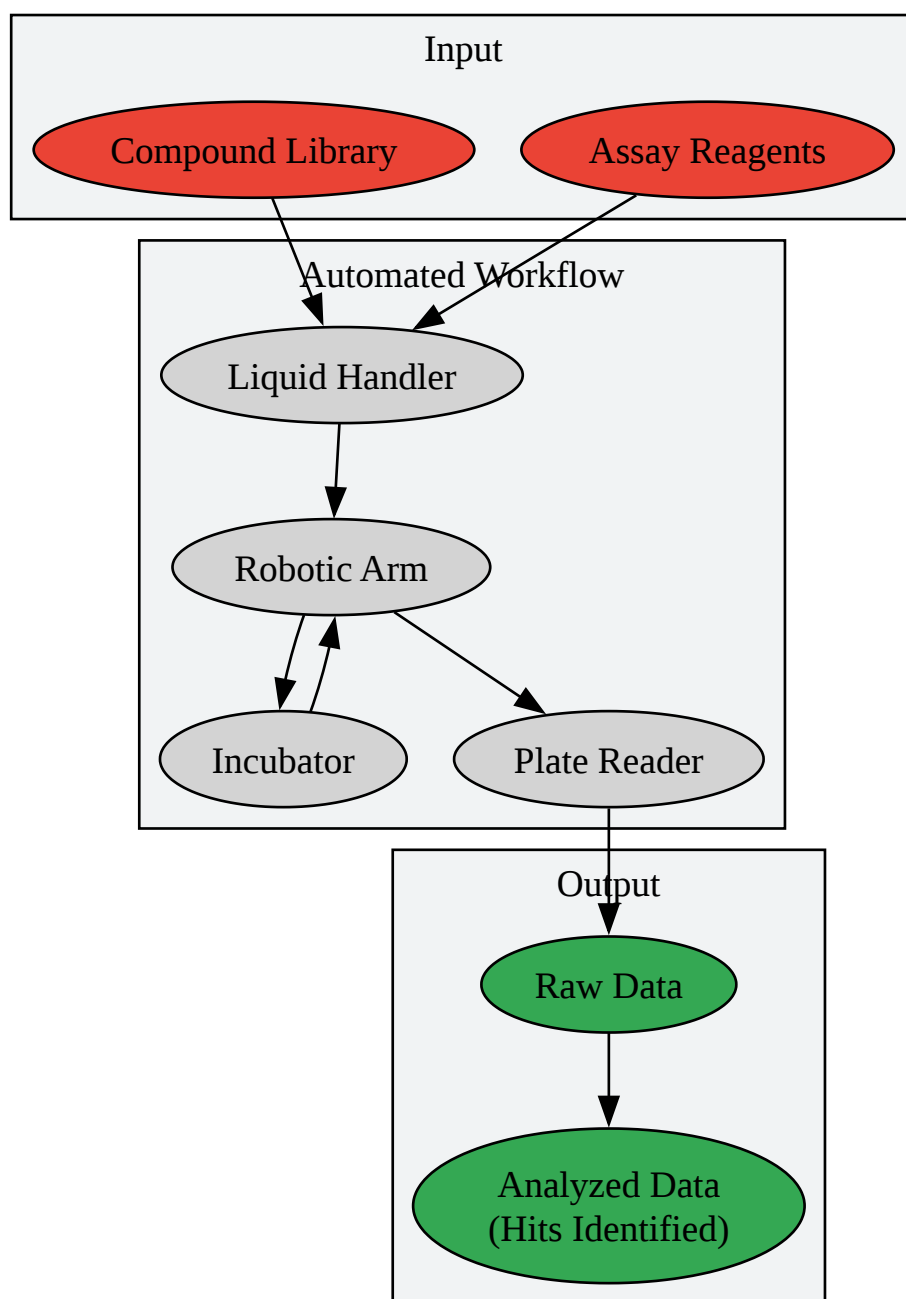 Input
Compound Library
Assay Reagents
Automated Workflow
Liquid Handler
Robotic Arm
Incubator
Plate Reader
Output
Raw Data
Analyzed Data
(Hits Identified)